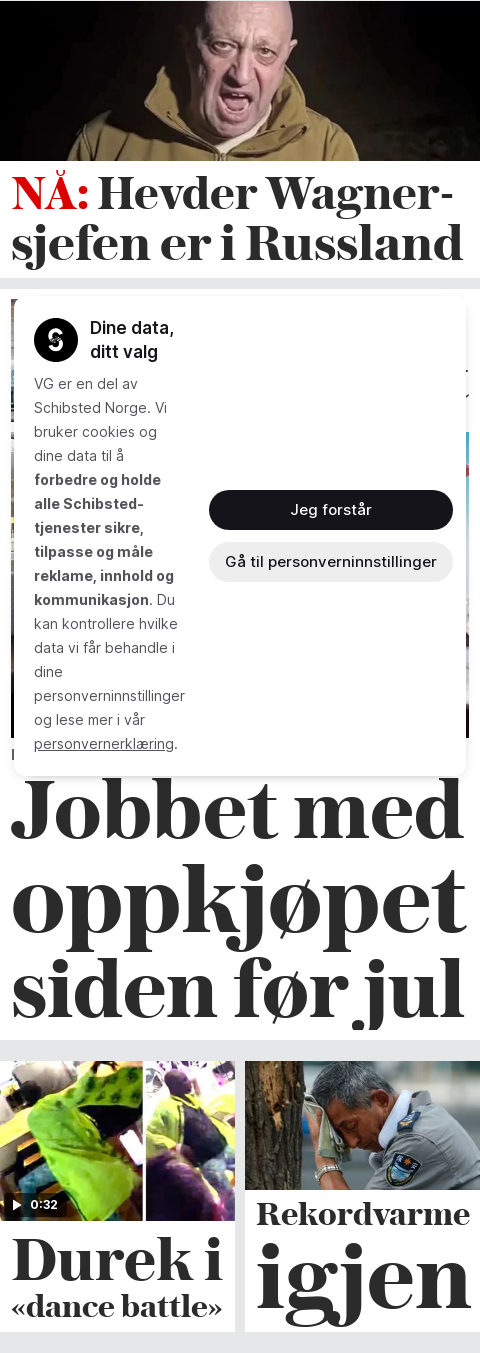 NÅ: Hevder Wagner-
sjefen er i Russland
Dine data,
ditt valg
VG er en del av
Schibsted Norge. Vi
bruker cookies og
dine data til å
forbedre og holde
alle Schibsted-
tjenester sikre,
tilpasse og måle
reklame, innhold og
kommunikasjon. Du
kan kontrollere hvilke
data vi får behandle i
dine
personverninnstillinger
og lese mer i vår
personvernerklæring.
Jeg forstår
Gå til personverninnstillinger
Jobbet med
oppkjøpet
siden før jul
0:32
Durek i
«dance battle»
Rekordvarme
igjen